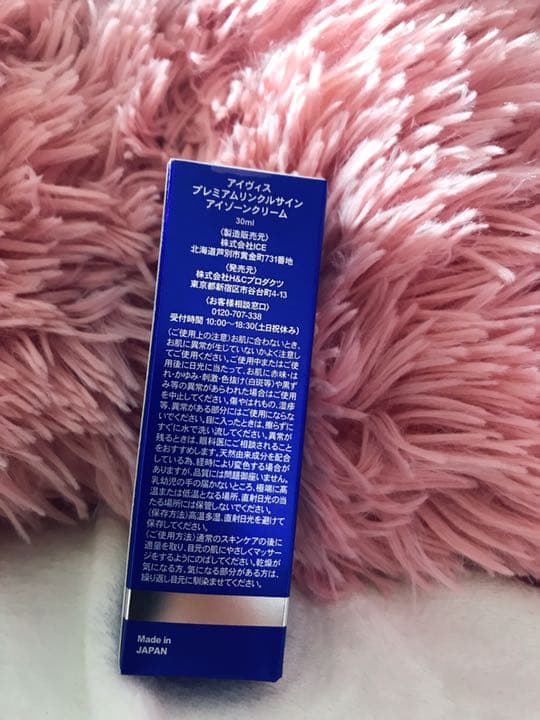 アイヴィス
プレミアムリンクルサイン
アイゾーンクリーム
30ml
〈製造販売元〉
株式会社ICE
北海道芦別市黄金町731番地
〈発売元〉
株式会社H&Cプロダクツ
東京都新宿区市谷台町4-13
〈お客様相談窓口〉
0120-707-338
受付時間 10:00〜18:30(土日祝休み)
〈ご使用上の注意〉お肌に合わないとき、
お肌に異常が生じていないかよく注意し
てご使用ください。ご使用中またはご使
用後に日光に当たって、お肌に赤味・は
れ・かゆみ・刺激・色抜け(白斑等)や黒ず
み等の異常があらわれた場合はご使用
を中止してください。傷やはれもの、湿疹
等、異常がある部分にはご使用にならな
いでください。目に入ったときは、擦らずに
すぐに水で洗い流してください。異常が
残るときは、眼科医にご相談されること
をおすすめします。天然由来成分を配合
している為、経時により変色する場合が
ありますが、品質には問題御座いません。
乳幼児の手の届かないところ、極端に高
温または低温となる場所、直射日光の当
たる場所には保管しないでください。
〈保存方法〉高温多湿、直射日光を避けて
保存してください。
〈ご使用方法〉通常のスキンケアの後に
適量を取り、目元の肌にやさしくマッサー
ジをするようにのばしてください。乾燥が
気になる方、気になる部分がある方は、
繰り返し目元に馴染ませてください。
Made in
JAPAN